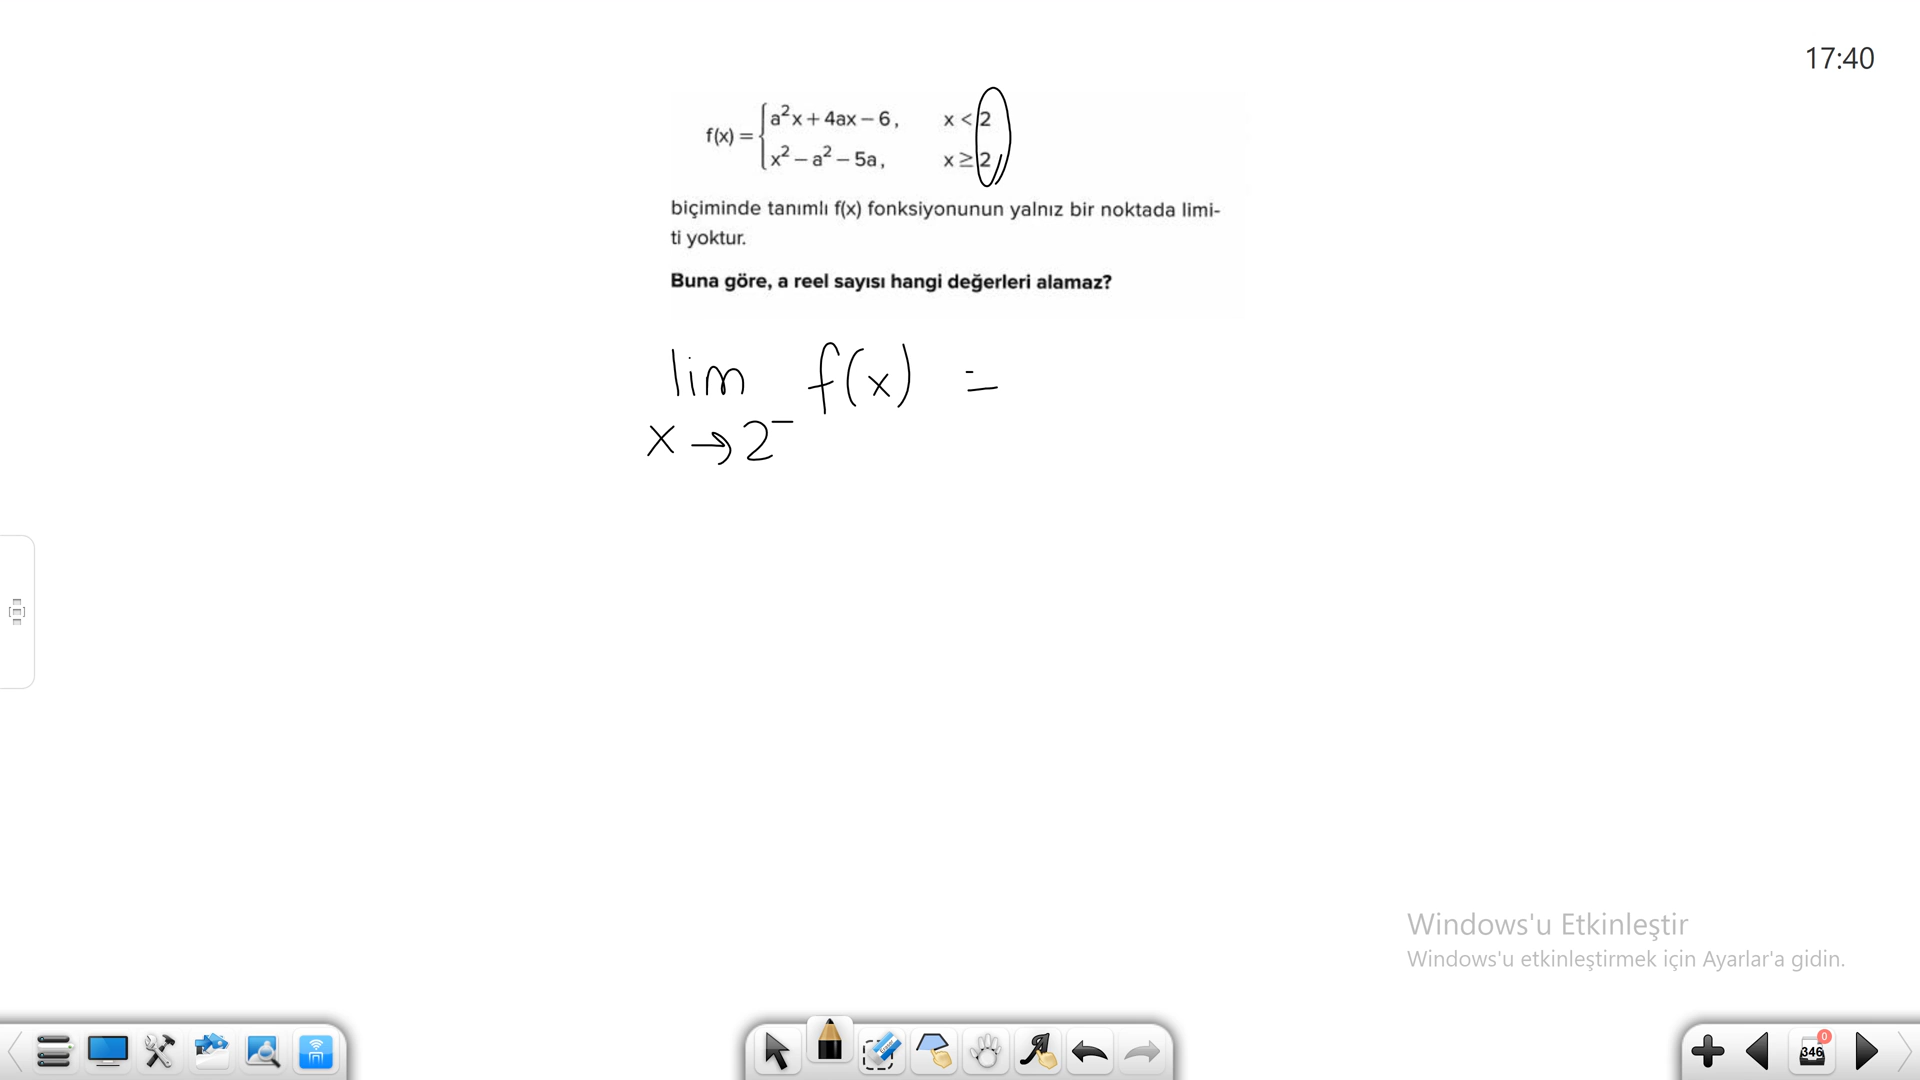 17:40
f(x) = { a²x + 4ax – 6 , x < 2
x² – a² – 5a , x ≥ 2
biçiminde tanımlı f(x) fonksiyonunun yalnız bir noktada limi-
ti yoktur.
Buna göre, a reel sayısı hangi değerleri alamaz?
lim f(x) =
x → 2⁻
Windows'u Etkinleştir
Windows'u etkinleştirmek için Ayarlar'a gidin.
0
346